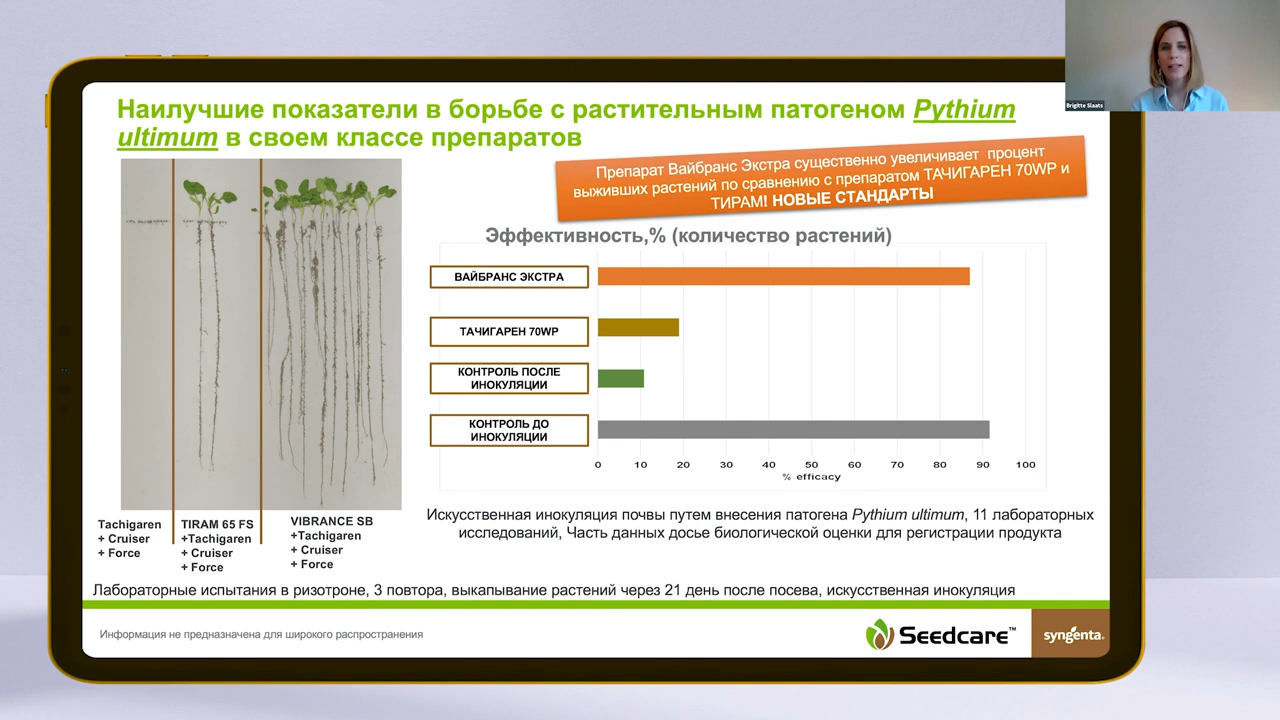 Brigitte Slaats
Наилучшие показатели в борьбе с растительным патогеном Pythium
ultimum в своем классе препаратов
Препарат Вайбранс Экстра существенно увеличивает процент
выживших растений по сравнению с препаратом ТАЧИГАРЕН 70WP и
ТИРАМ! НОВЫЕ СТАНДАРТЫ
Эффективность,% (количество растений)
ВАЙБРАНС ЭКСТРА
ТАЧИГАРЕН 70WP
КОНТРОЛЬ ПОСЛЕ
ИНОКУЛЯЦИИ
КОНТРОЛЬ ДО
ИНОКУЛЯЦИИ
0 10 20 30 40 50 60 70 80 90 100
% efficacy
Tachigaren
+ Cruiser
+ Force
TIRAM 65 FS
+Tachigaren
+ Cruiser
+ Force
VIBRANCE SB
+Tachigaren
+ Cruiser
+ Force
Искусственная инокуляция почвы путем внесения патогена Pythium ultimum, 11 лабораторных
исследований, Часть данных досье биологической оценки для регистрации продукта
Лабораторные испытания в ризотроне, 3 повтора, выкапывание растений через 21 день после посева, искусственная инокуляция
Информация не предназначена для широкого распространения
Seedcare™
syngenta